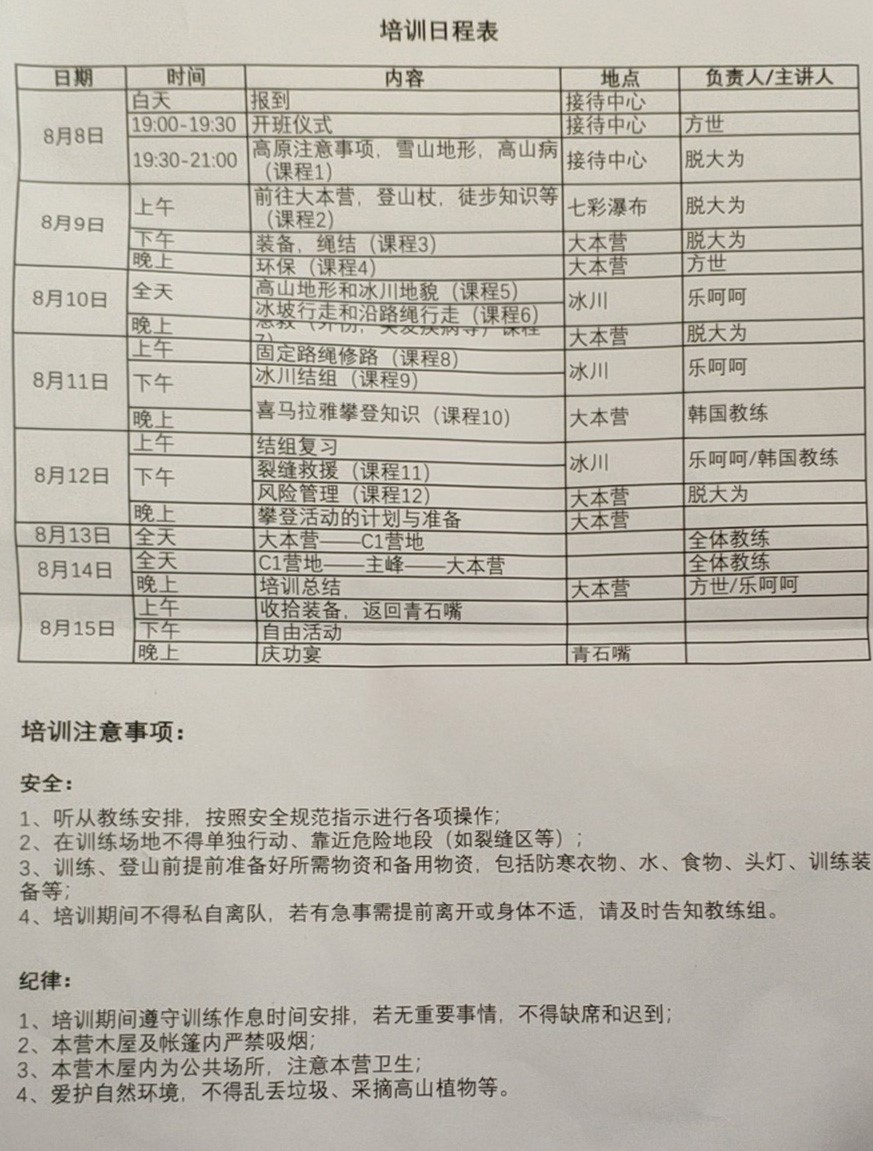 培训日程表
日期 时间 内容 地点 负责人/主讲人
8月8日 白天 报到 接待中心
19:00-19:30 开班仪式 接待中心 方世
19:30-21:00 高原注意事项，雪山地形，高山病
（课程1） 接待中心 脱大为
8月9日 上午 前往大本营，登山杖，徒步知识等
（课程2） 七彩瀑布 脱大为
下午 装备，绳结（课程3） 大本营 脱大为
晚上 环保（课程4） 大本营 方世
8月10日 全天 高山地形和冰川地貌（课程5） 冰川 乐呵呵
冰坡行走和沿路绳行走（课程6）
晚上 急救（外伤，突发疾病等，课程
7） 大本营 脱大为
8月11日 上午 固定路绳修路（课程8） 冰川 乐呵呵
下午 冰川结组（课程9）
晚上 喜马拉雅攀登知识（课程10） 大本营 韩国教练
8月12日 上午 结组复习 冰川 乐呵呵/韩国教练
下午 裂缝救援（课程11）
风险管理（课程12） 大本营 脱大为
晚上 攀登活动的计划与准备 大本营
8月13日 全天 大本营——C1营地 全体教练
8月14日 全天 C1营地——主峰——大本营 全体教练
晚上 培训总结 大本营 方世/乐呵呵
8月15日 上午 收拾装备，返回青石嘴
下午 自由活动
晚上 庆功宴 青石嘴
培训注意事项：
安全：
1、听从教练安排，按照安全规范指示进行各项操作；
2、在训练场地不得单独行动、靠近危险地段（如裂缝区等）；
3、训练、登山前提前准备好所需物资和备用物资，包括防寒衣物、水、食物、头灯、训练装
备等；
4、培训期间不得私自离队，若有急事需提前离开或身体不适，请及时告知教练组。
纪律：
1、培训期间遵守训练作息时间安排，若无重要事情，不得缺席和迟到；
2、本营木屋及帐篷内严禁吸烟；
3、本营木屋内为公共场所，注意本营卫生；
4、爱护自然环境，不得乱丢垃圾、采摘高山植物等。